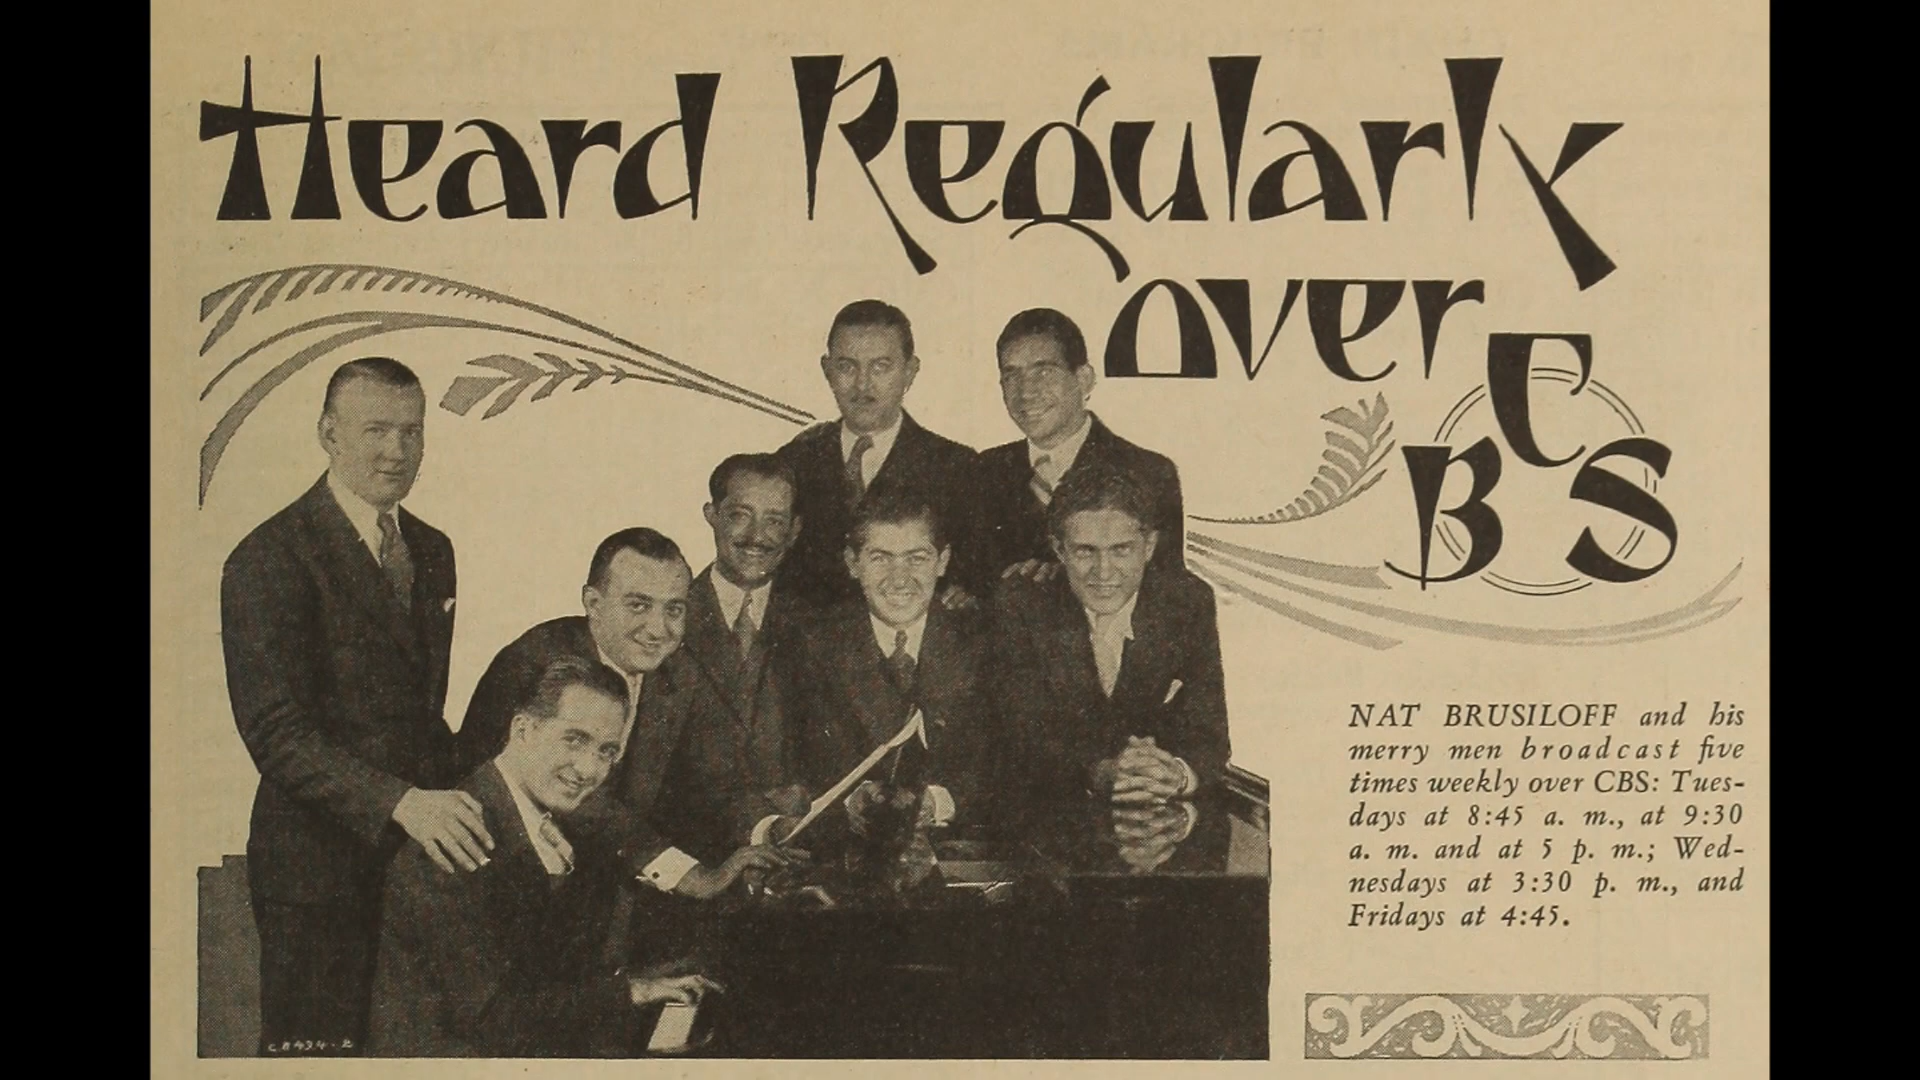 Heard Regularly
over
CBS
NAT BRUSILOFF and his
merry men broadcast five
times weekly over CBS: Tues-
days at 8:45 a. m., at 9:30
a. m. and at 5 p. m.; Wed-
nesdays at 3:30 p. m., and
Fridays at 4:45.